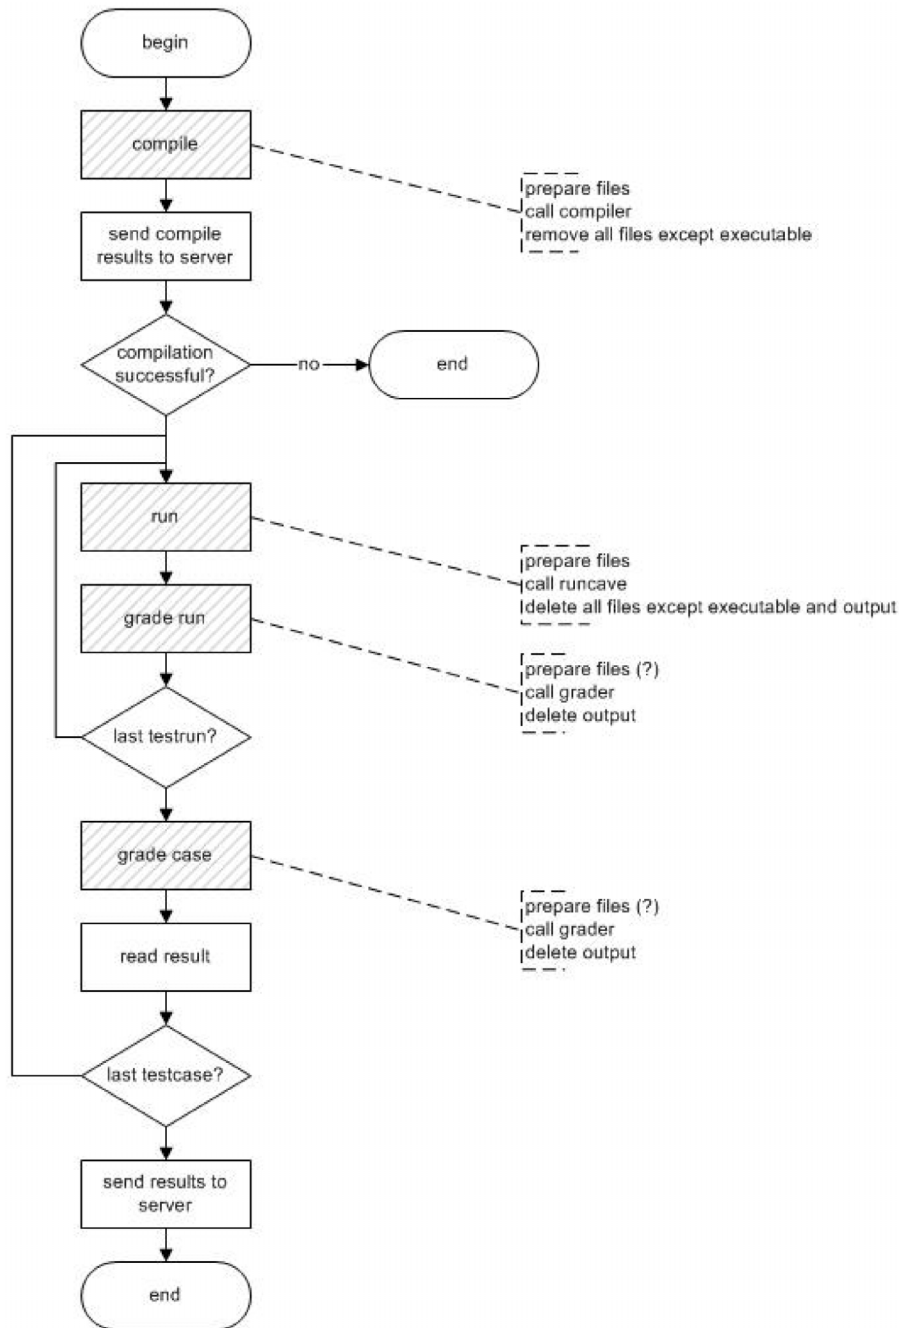 begin
compile
prepare files
call compiler
remove all files except executable
send compile
results to server
compilation
successful?
no
end
run
prepare files
call runcave
delete all files except executable and output
grade run
prepare files (?)
call grader
delete output
last testrun?
grade case
prepare files (?)
call grader
delete output
read result
last testcase?
send results to
server
end